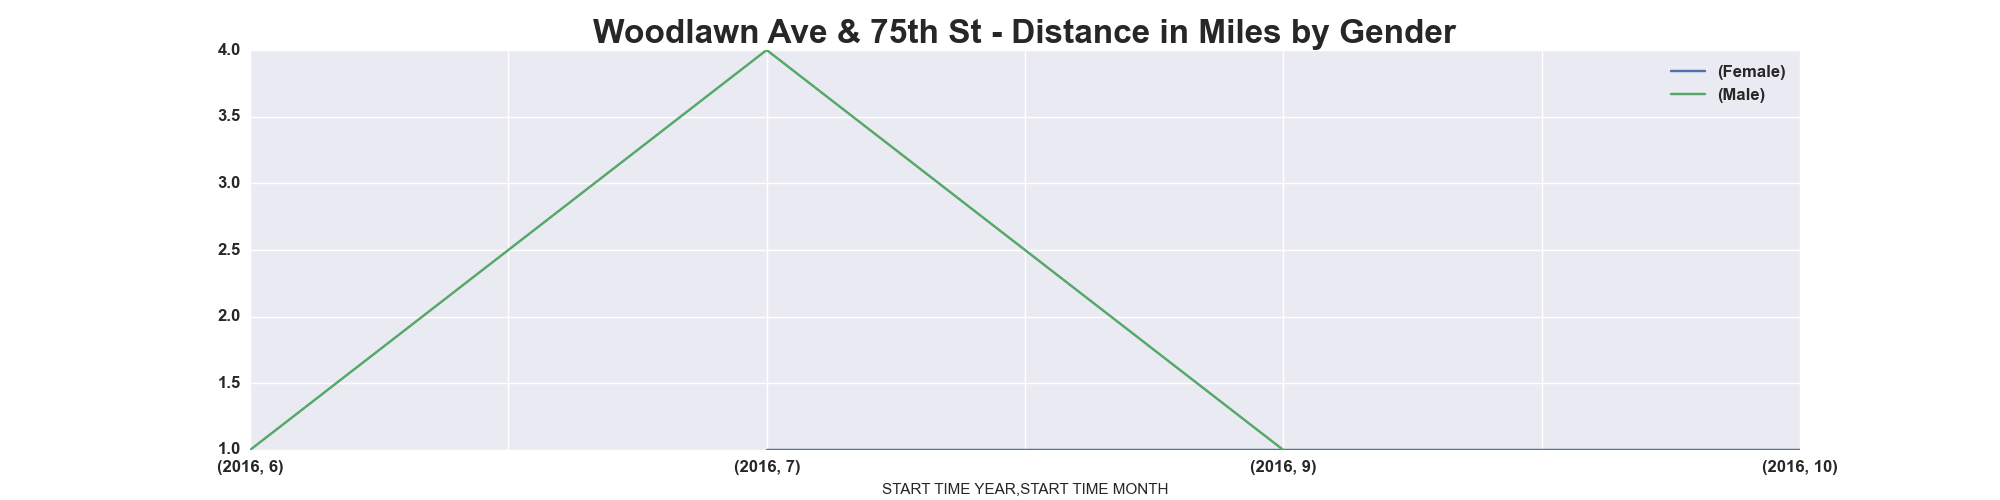 Woodlawn Ave & 75th St - Distance in Miles by Gender
4.0
3.5
3.0
2.5
2.0
1.5
1.0
(Female)
(Male)
(2016, 6) (2016, 7) (2016, 9) (2016, 10)
START TIME YEAR,START TIME MONTH